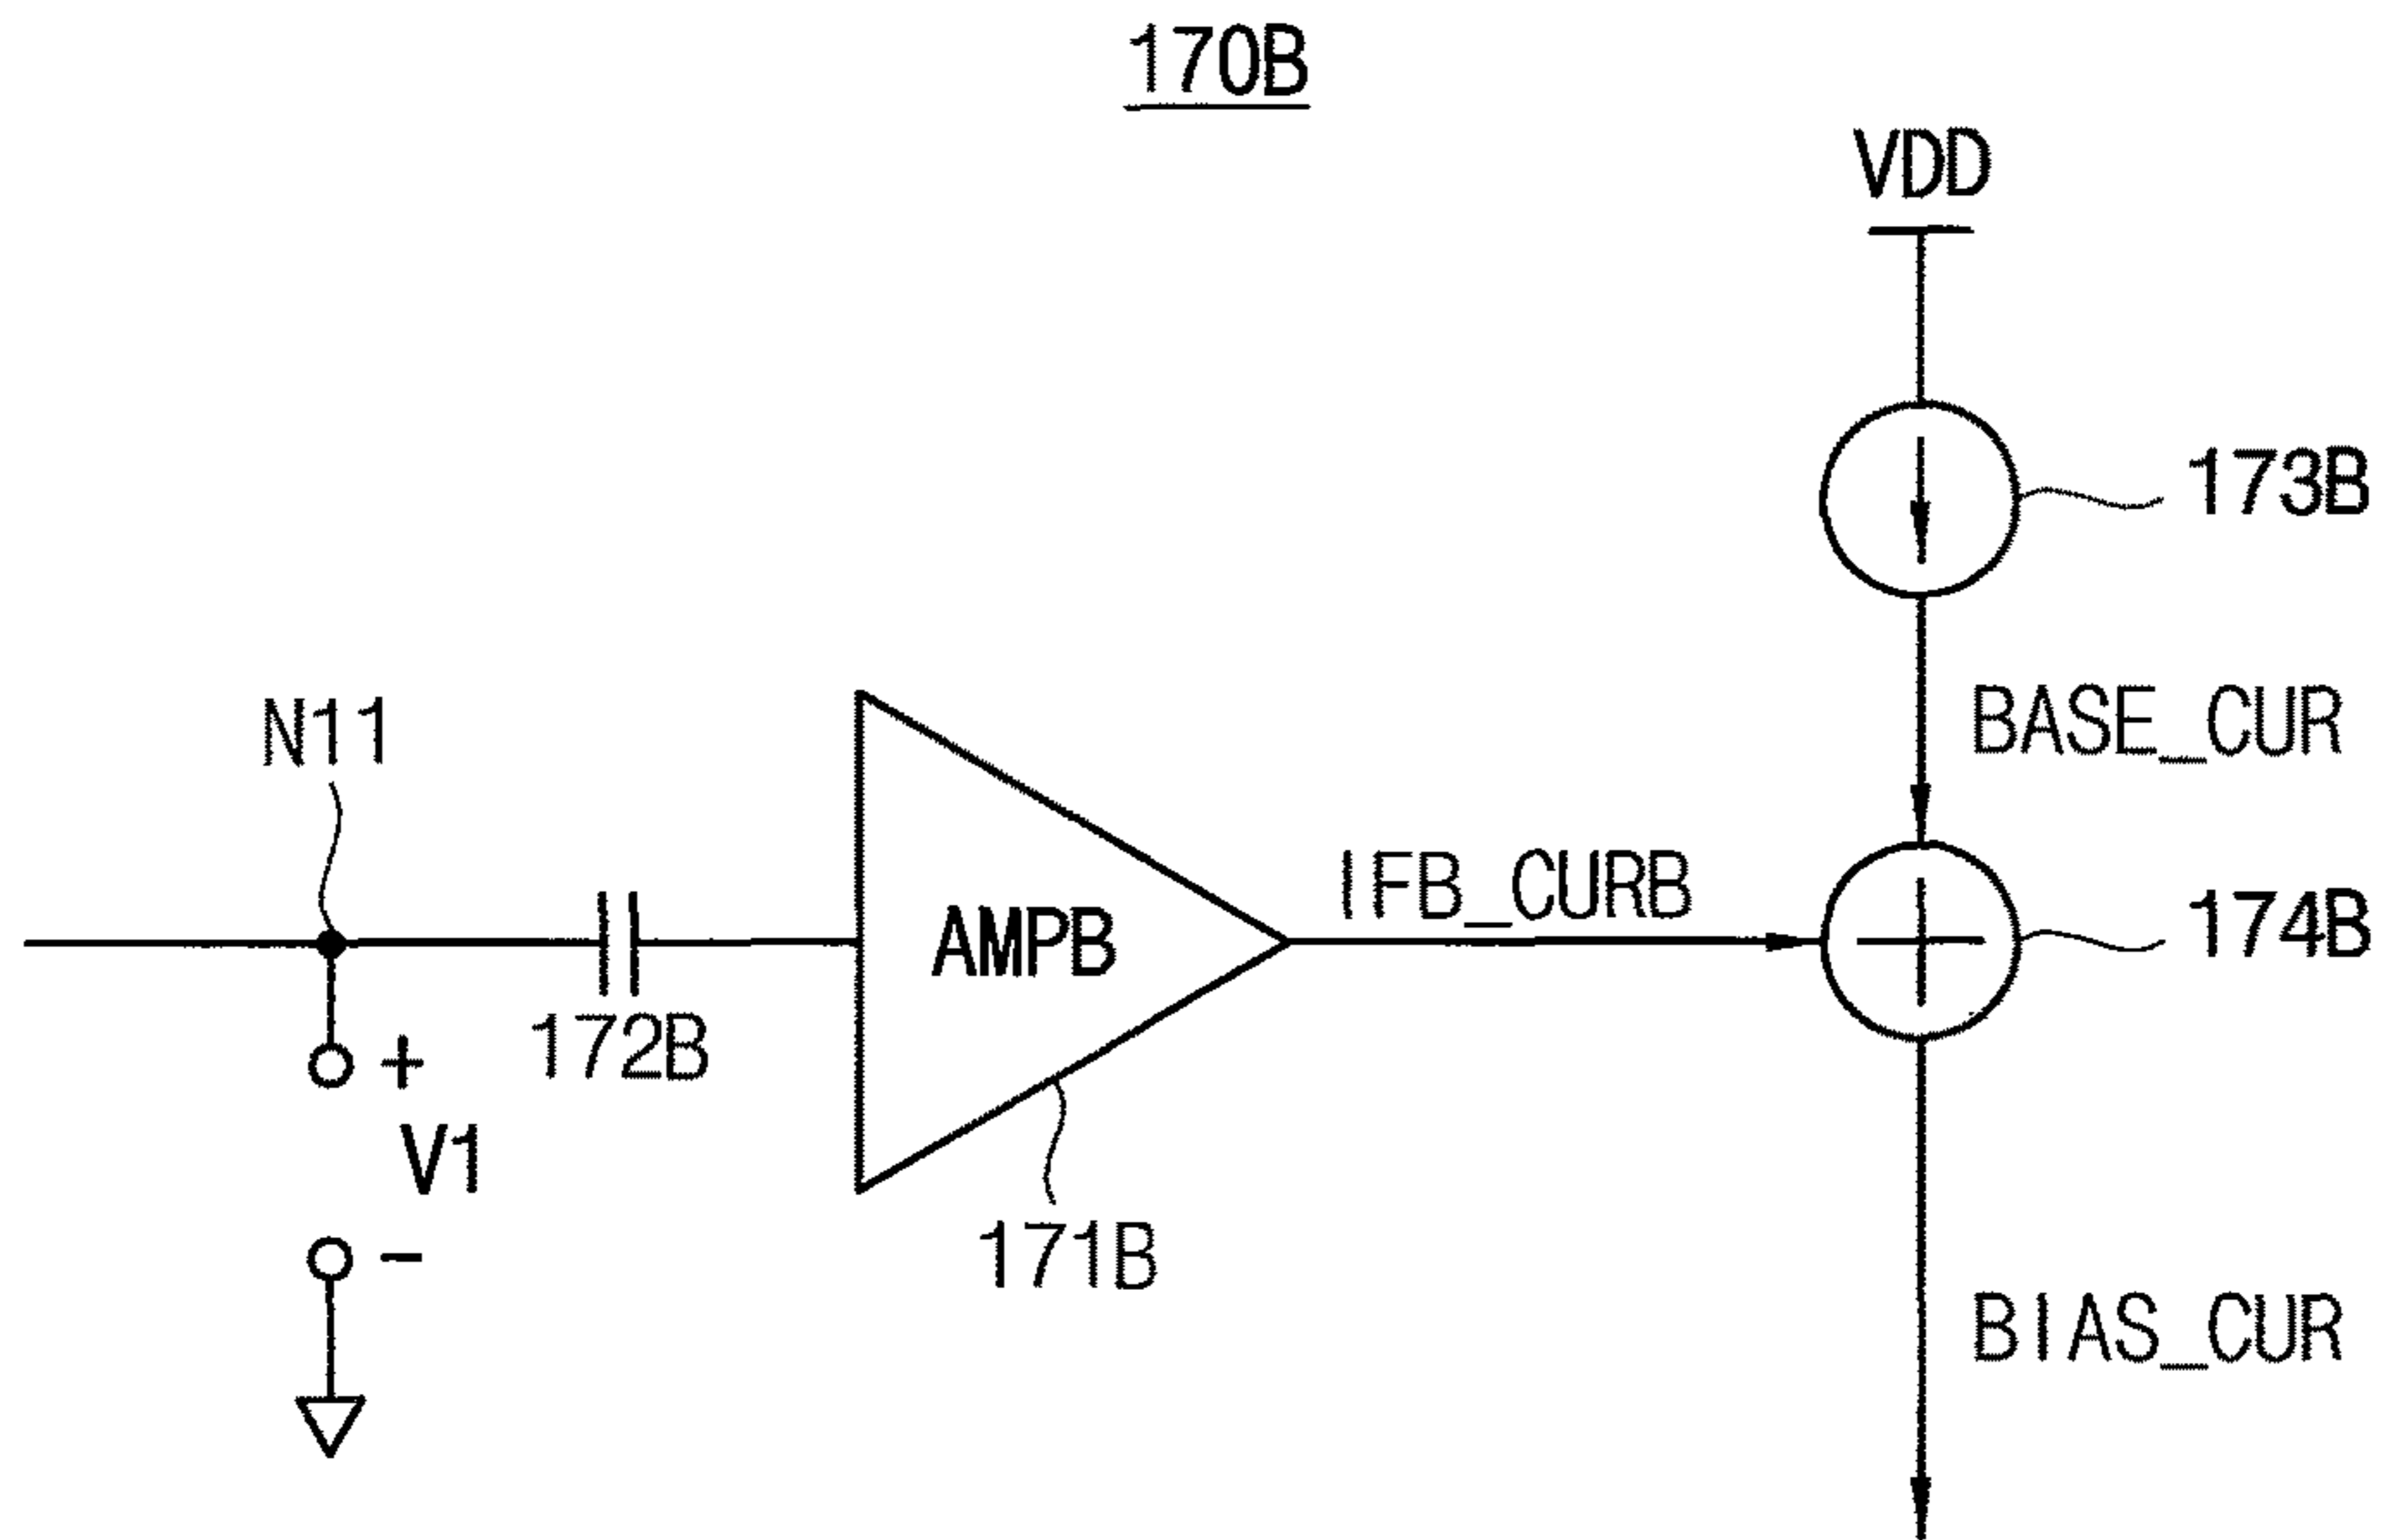 170B
VDD
173B
BASE_CUR
N11
IFB_CURB
AMPB
174B
172B
+
V1
-
171B
BIAS_CUR